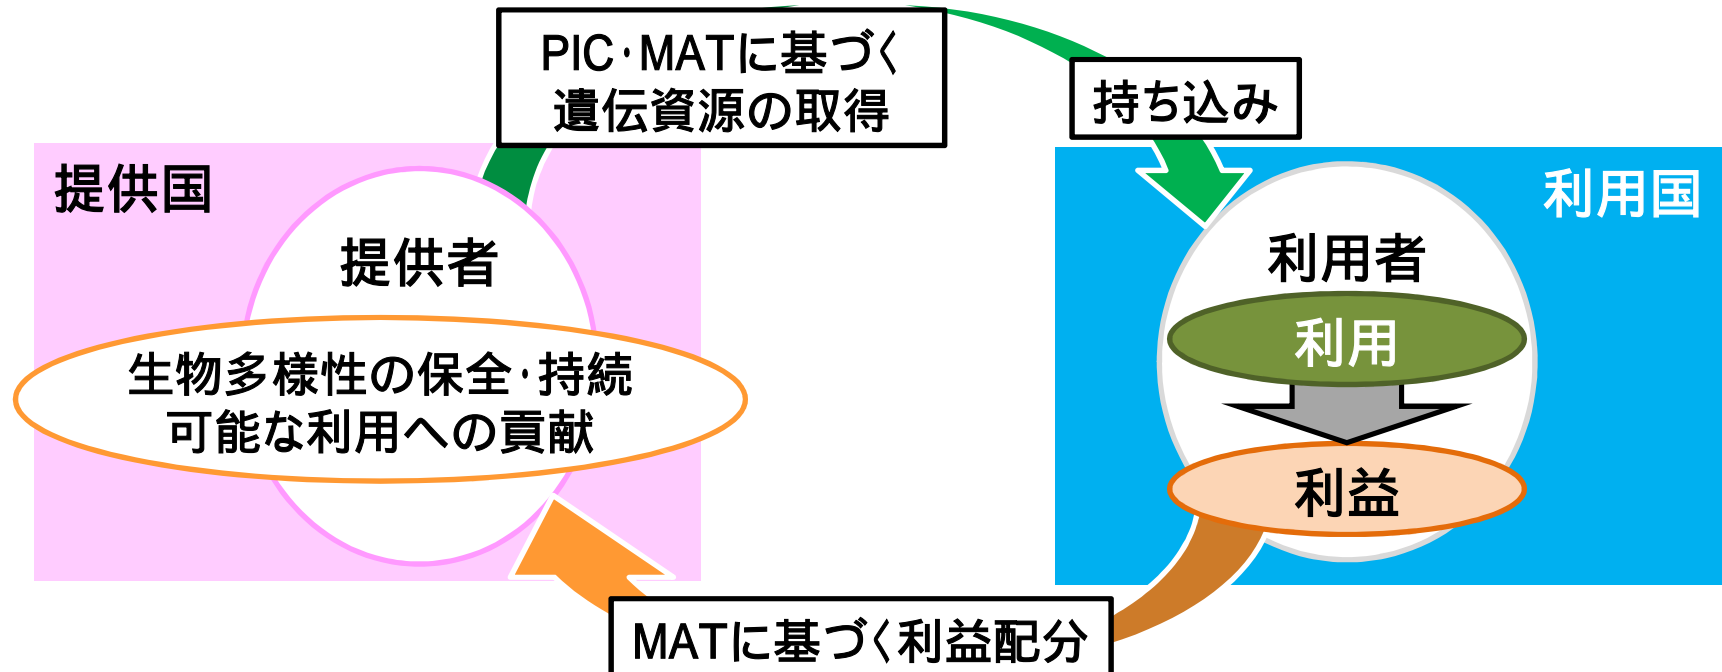 PIC・MATに基づく
遺伝資源の取得
持ち込み
提供国
利用国
提供者
利用者
利用
生物多様性の保全・持続
可能な利用への貢献
利益
MATに基づく利益配分